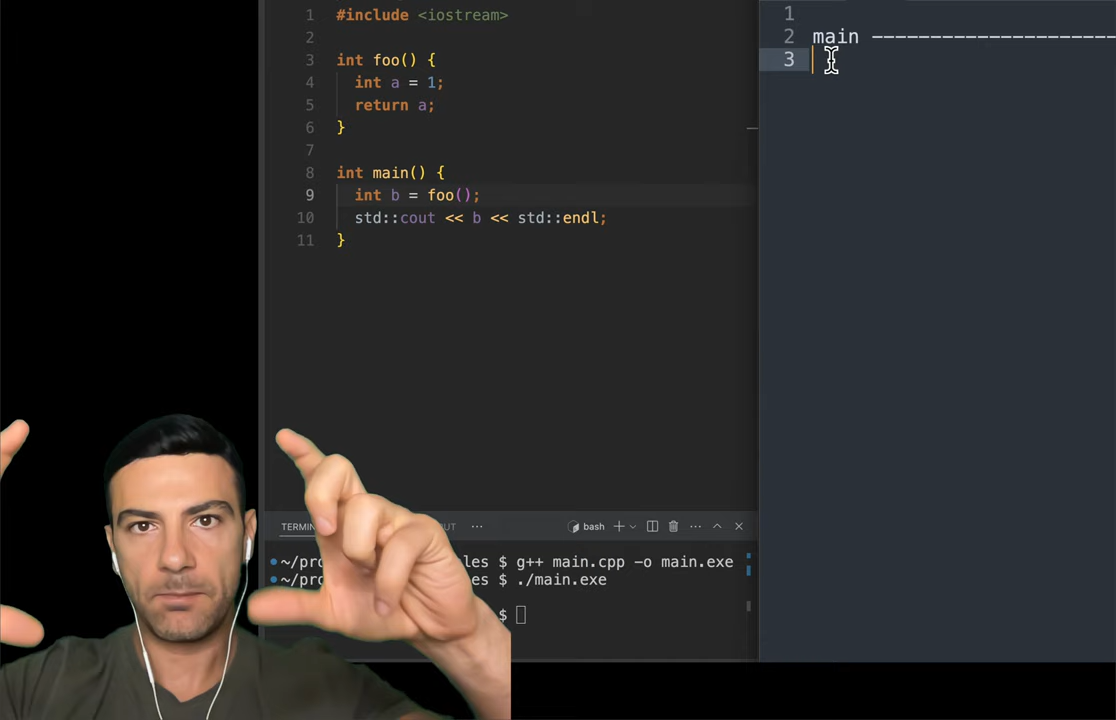 1 #include <iostream>
2
3 int foo() {
4 int a = 1;
5 return a;
6 }
7
8 int main() {
9 int b = foo();
10 std::cout << b << std::endl;
11 }
1
2 main ---------------------
3
TERMIN UT ··· bash
~/pro les $ g++ main.cpp -o main.exe
~/pro les $ ./main.exe
$